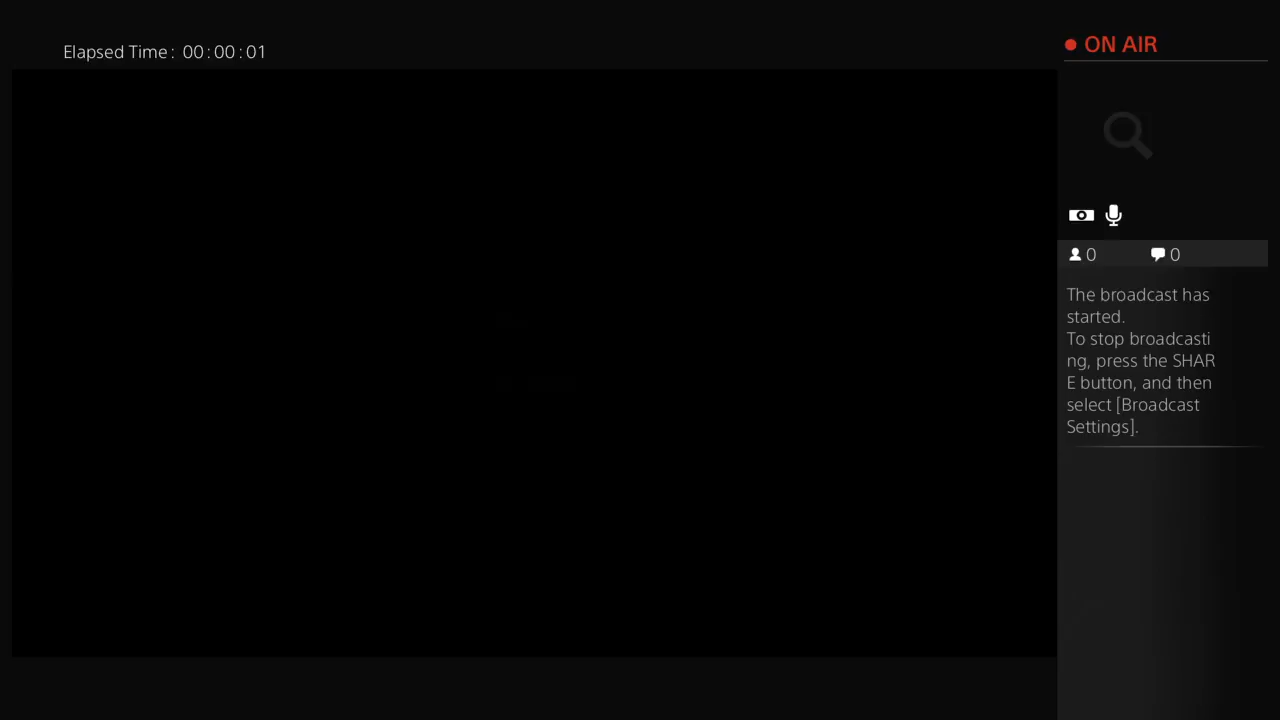 Elapsed Time: 00:00:01
ON AIR
0 0
The broadcast has
started.
To stop broadcasti
ng, press the SHAR
E button, and then
select [Broadcast
Settings].